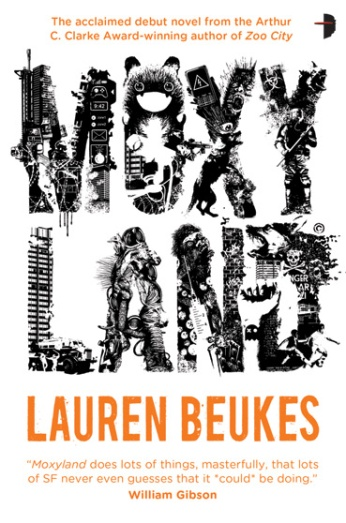 The acclaimed debut novel from the Arthur
C. Clarke Award-winning author of Zoo City
MOXY
LAND
©
LAUREN BEUKES
“Moxyland does lots of things, masterfully, that lots
of SF never even guesses that it *could* be doing.”
William Gibson